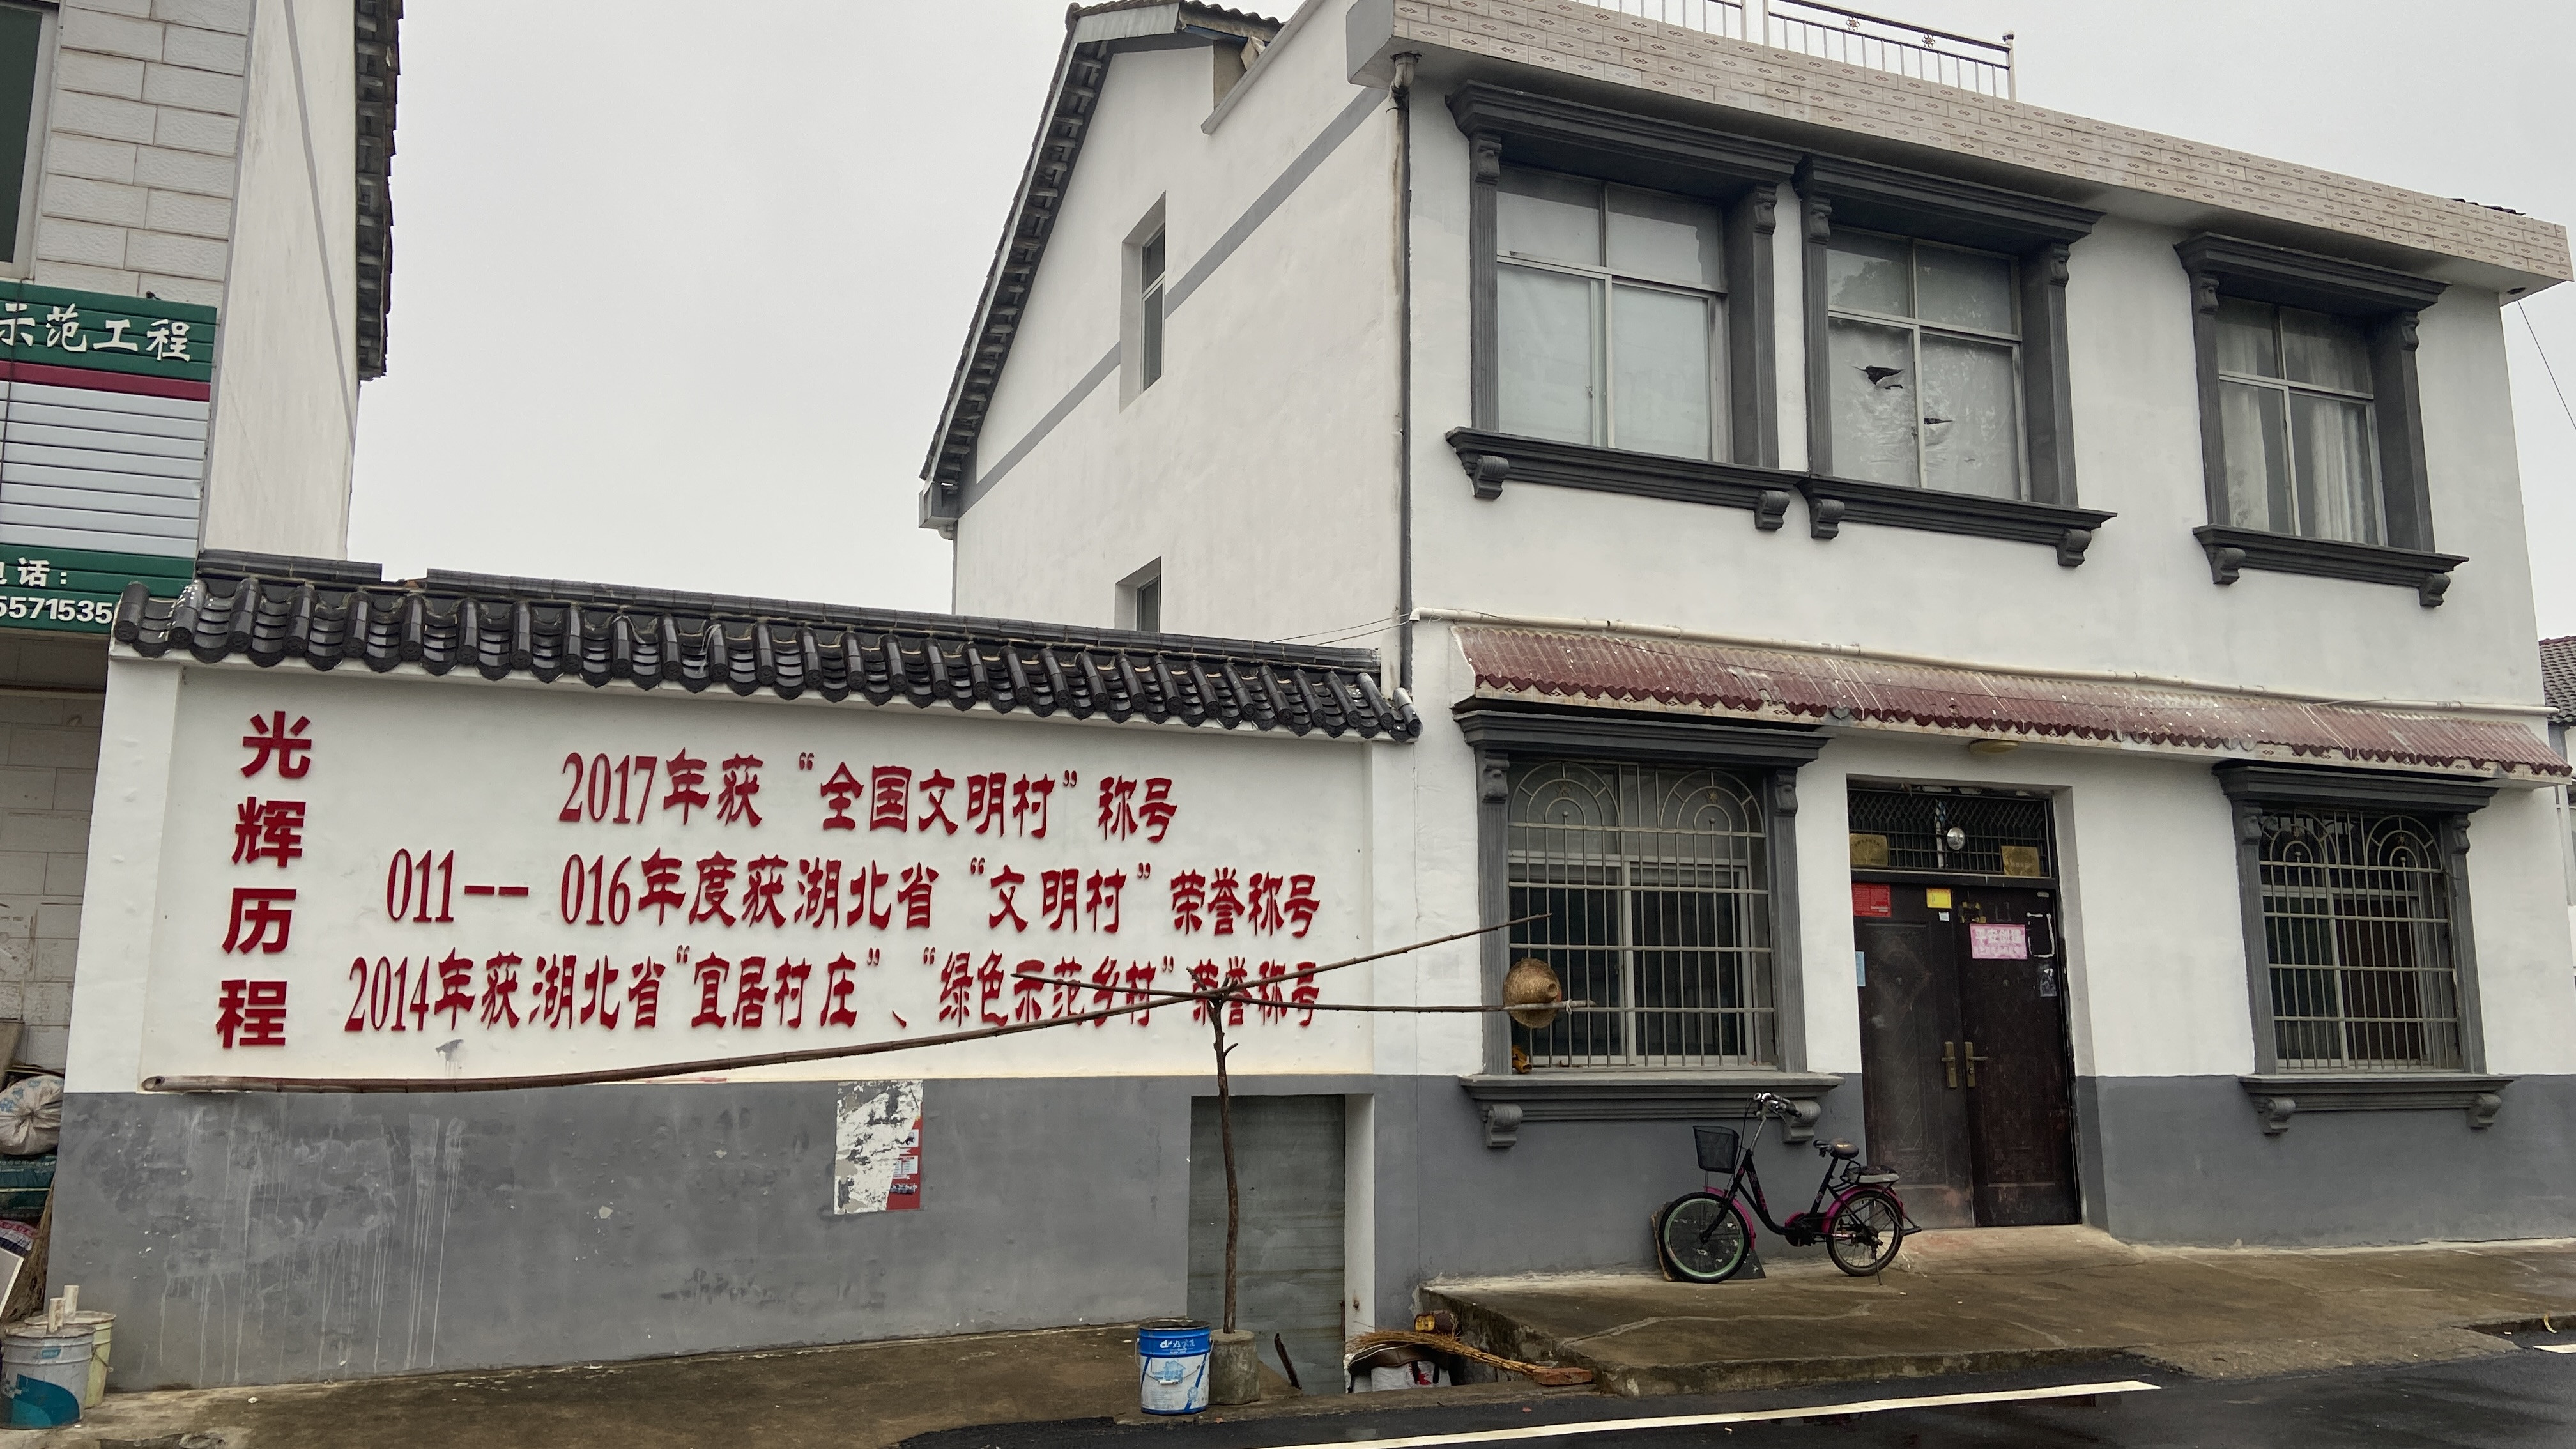 示范工程
电话：
5571535
光辉历程
2017年获“全国文明村”称号
011-- 016年度获湖北省“文明村”荣誉称号
2014年获湖北省“宜居村庄”、“绿色示范乡村”荣誉称号